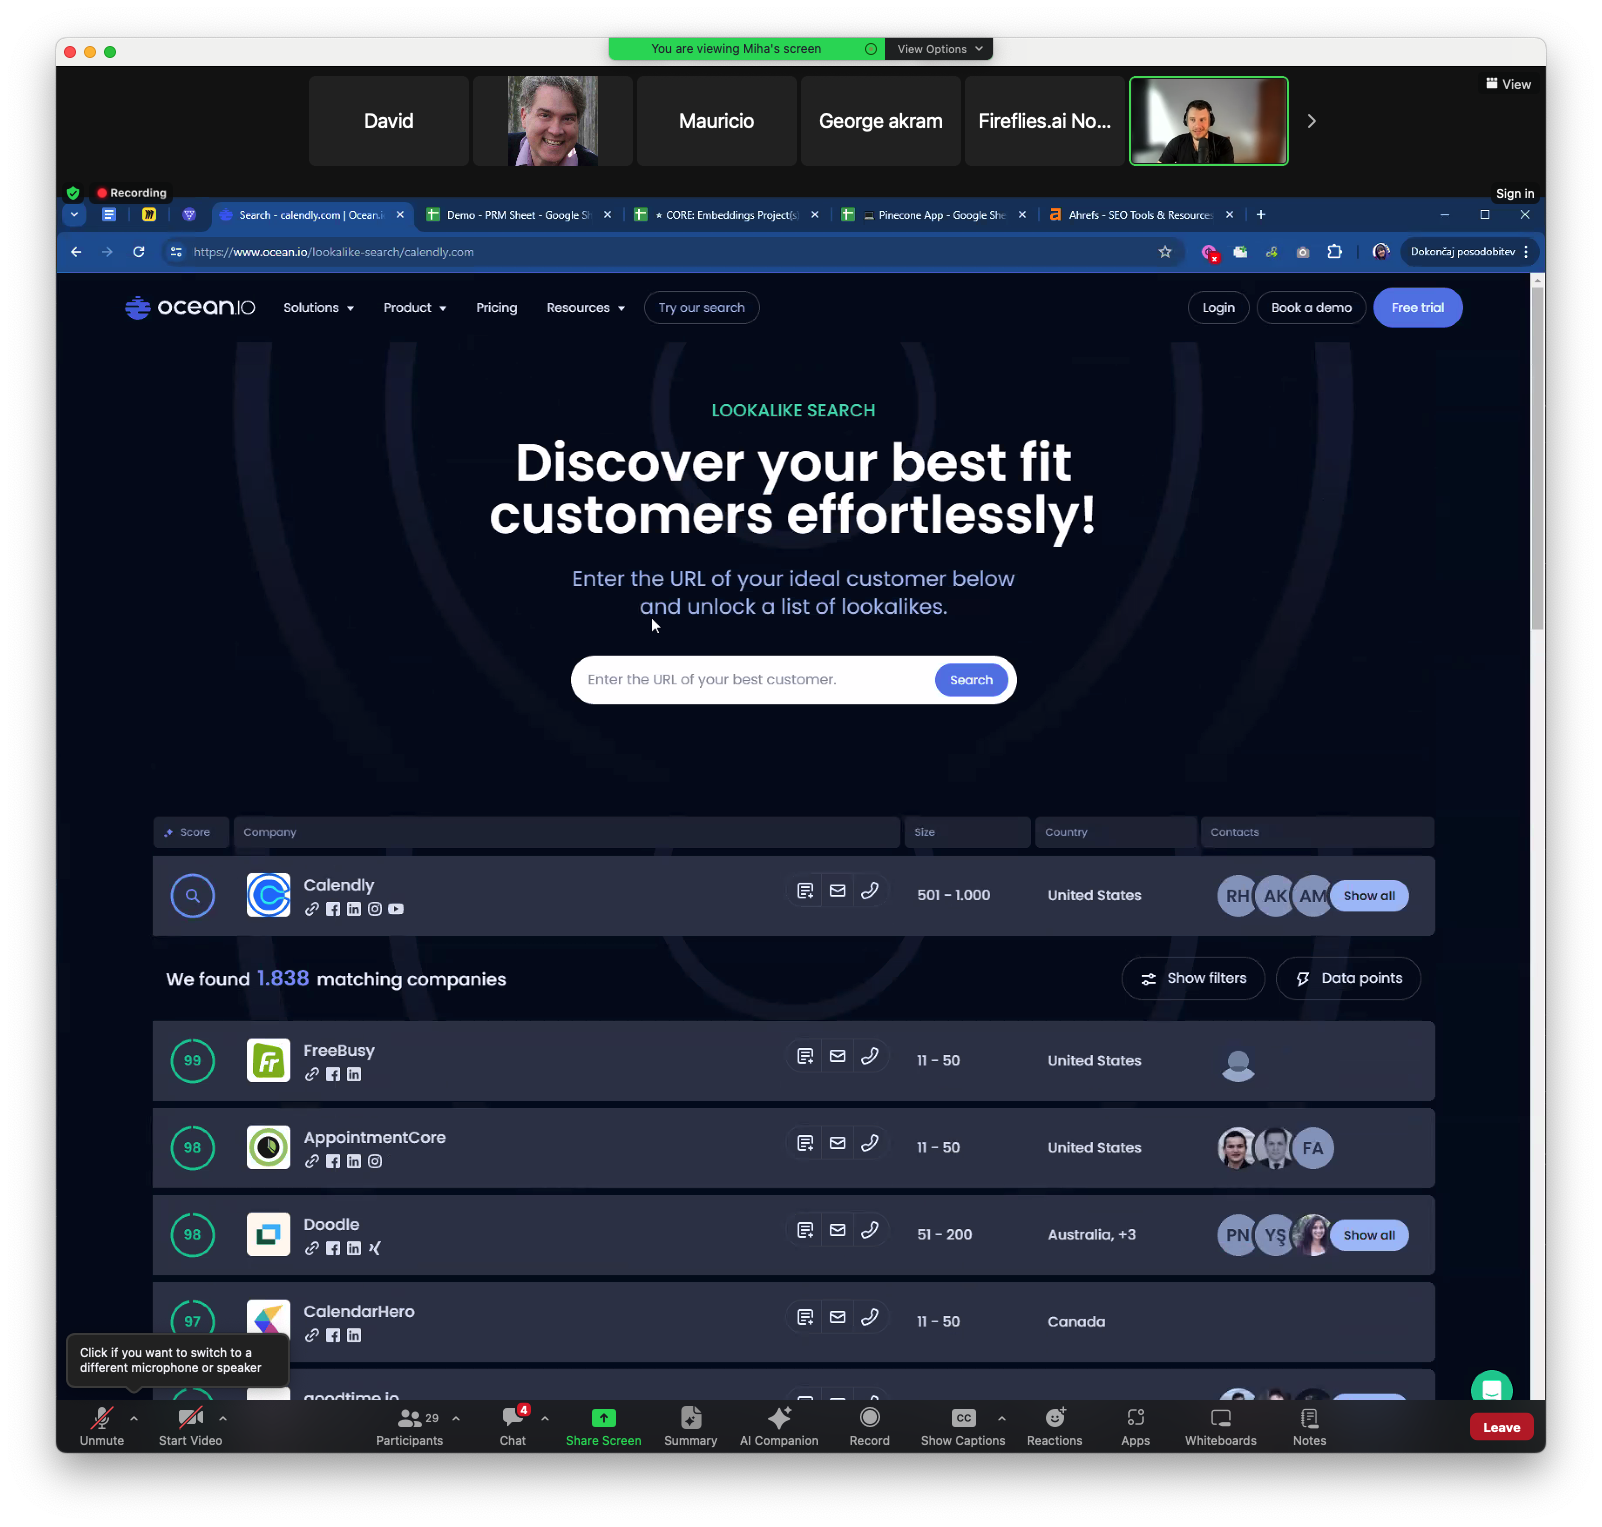 You are viewing Miha's screen
View Options
David
Mauricio
George akram
Fireflies.ai No...
View
Recording
Sign in
Search - calendly.com | Ocean.i
Demo - PRM Sheet - Google Sh
CORE: Embeddings Project(s)
Pinecone App - Google She
Ahrefs - SEO Tools & Resources
https://www.ocean.io/lookalike-search/calendly.com
Dokončaj posodobitev
ocean.io
Solutions
Product
Pricing
Resources
Try our search
Login
Book a demo
Free trial
LOOKALIKE SEARCH
Discover your best fit
customers effortlessly!
Enter the URL of your ideal customer below
and unlock a list of lookalikes.
Enter the URL of your best customer.
Search
Score
Company
Size
Country
Contacts
Calendly
501 - 1.000
United States
RH
AK
AM
Show all
We found 1.838 matching companies
Show filters
Data points
99
Fr
FreeBusy
11 - 50
United States
98
AppointmentCore
11 - 50
United States
FA
98
Doodle
51 - 200
Australia, +3
PN
YŞ
Show all
97
CalendarHero
11 - 50
Canada
Click if you want to switch to a
different microphone or speaker
goodtime.io
Unmute
Start Video
29
Participants
4
Chat
Share Screen
Summary
AI Companion
Record
CC
Show Captions
Reactions
Apps
Whiteboards
Notes
Leave